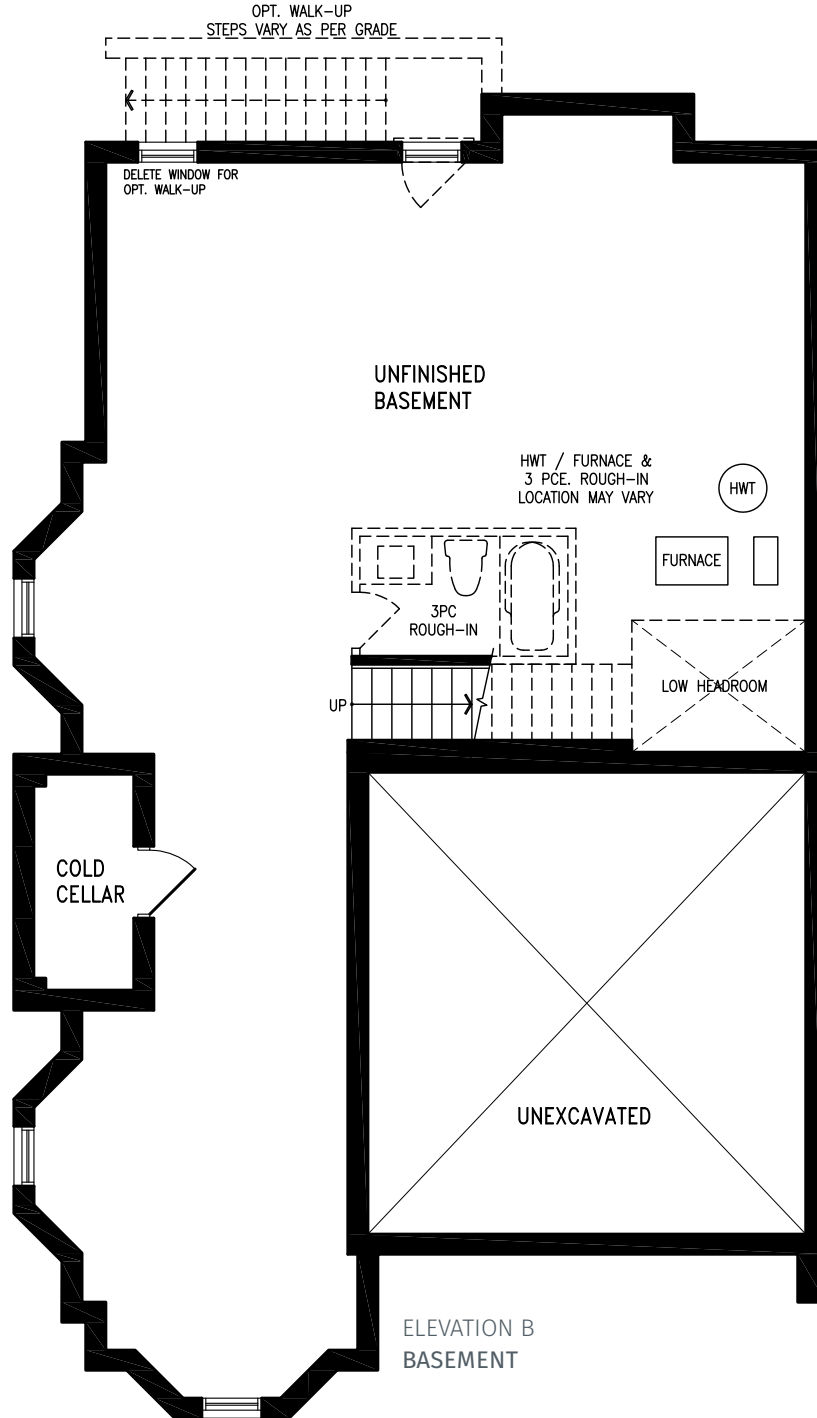 OPT. WALK-UP
STEPS VARY AS PER GRADE
DELETE WINDOW FOR
OPT. WALK-UP
UNFINISHED
BASEMENT
HWT / FURNACE &
3 PCE. ROUGH-IN
LOCATION MAY VARY
HWT
FURNACE
3PC
ROUGH-IN
LOW HEADROOM
UP
COLD
CELLAR
UNEXCAVATED
ELEVATION B
BASEMENT